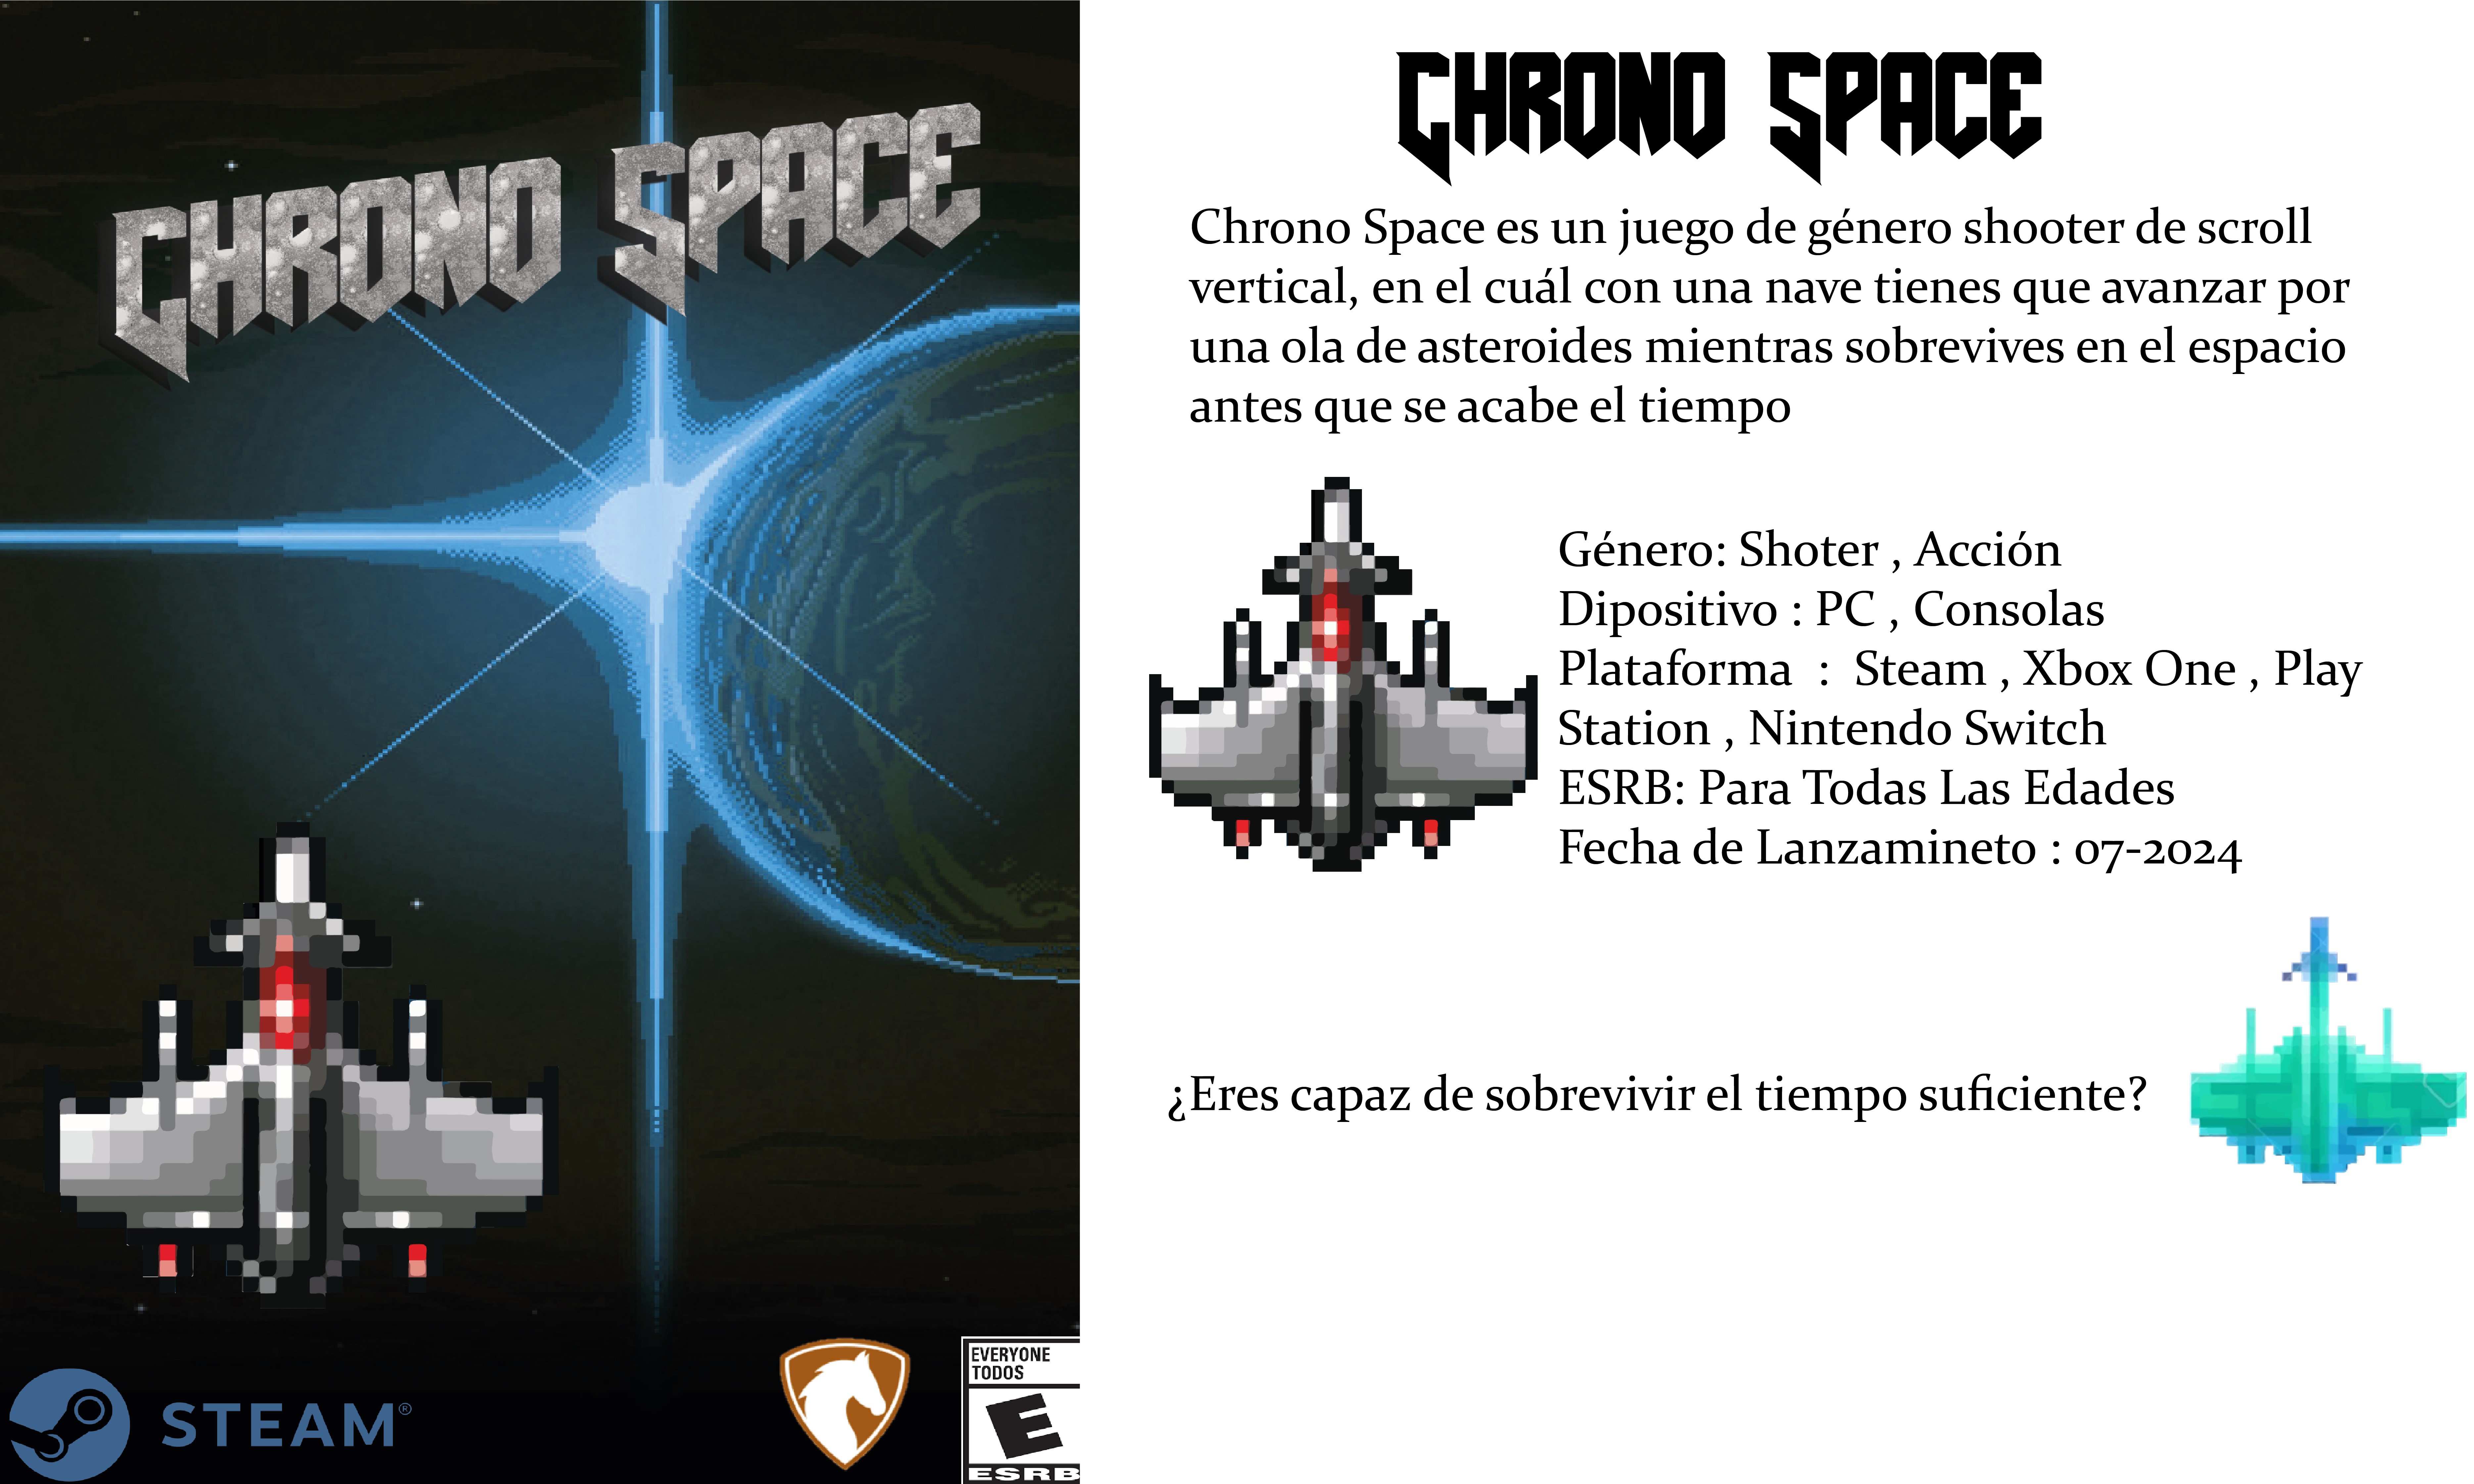 CHRONO SPACE
STEAM®
EVERYONE
TODOS
E
ESRB
CHRONO SPACE
Chrono Space es un juego de género shooter de scroll
vertical, en el cuál con una nave tienes que avanzar por
una ola de asteroides mientras sobrevives en el espacio
antes que se acabe el tiempo
Género: Shoter , Acción
Dipositivo : PC , Consolas
Plataforma : Steam , Xbox One , Play
Station , Nintendo Switch
ESRB: Para Todas Las Edades
Fecha de Lanzamineto : 07-2024
¿Eres capaz de sobrevivir el tiempo suficiente?